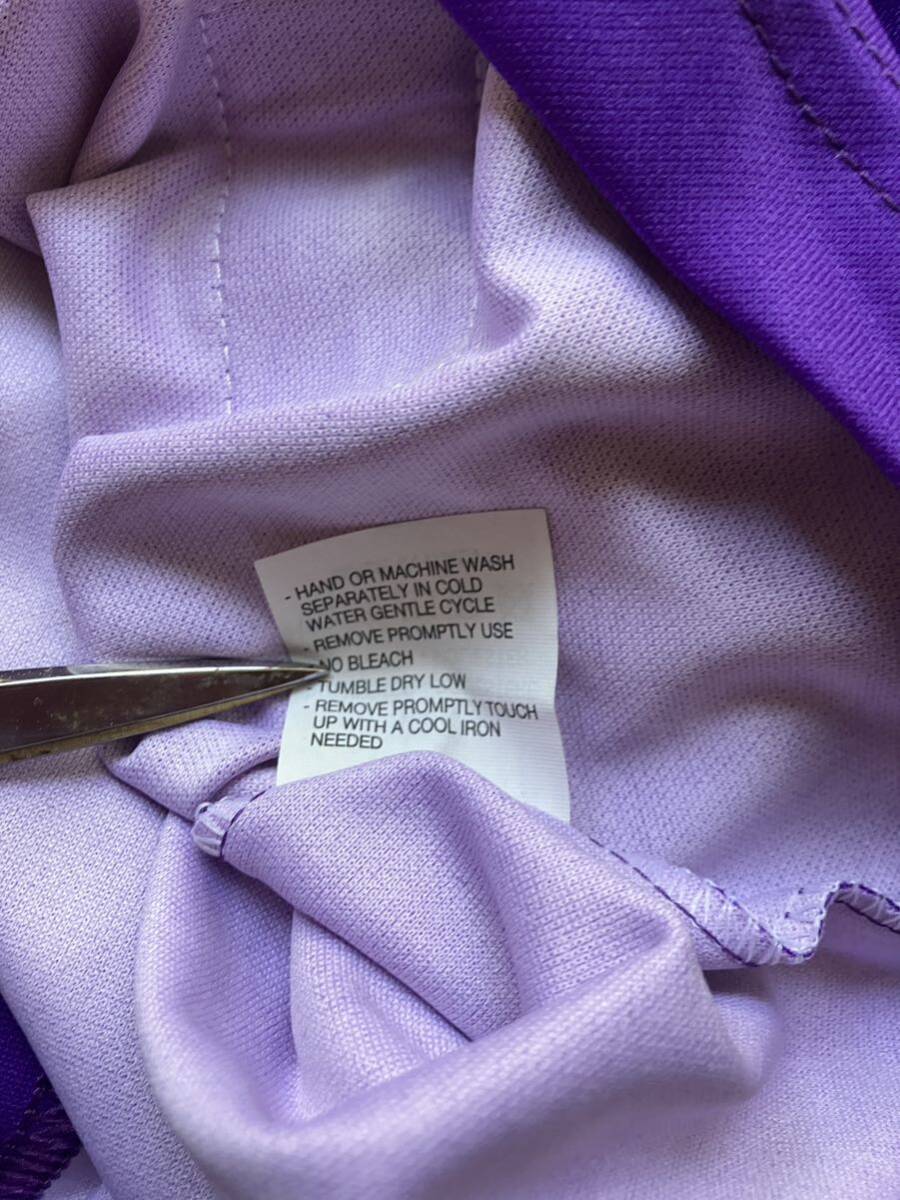 - HAND OR MACHINE WASH
SEPARATELY IN COLD
WATER GENTLE CYCLE
- REMOVE PROMPTLY USE
NO BLEACH
- TUMBLE DRY LOW
- REMOVE PROMPTLY TOUCH
UP WITH A COOL IRON
NEEDED